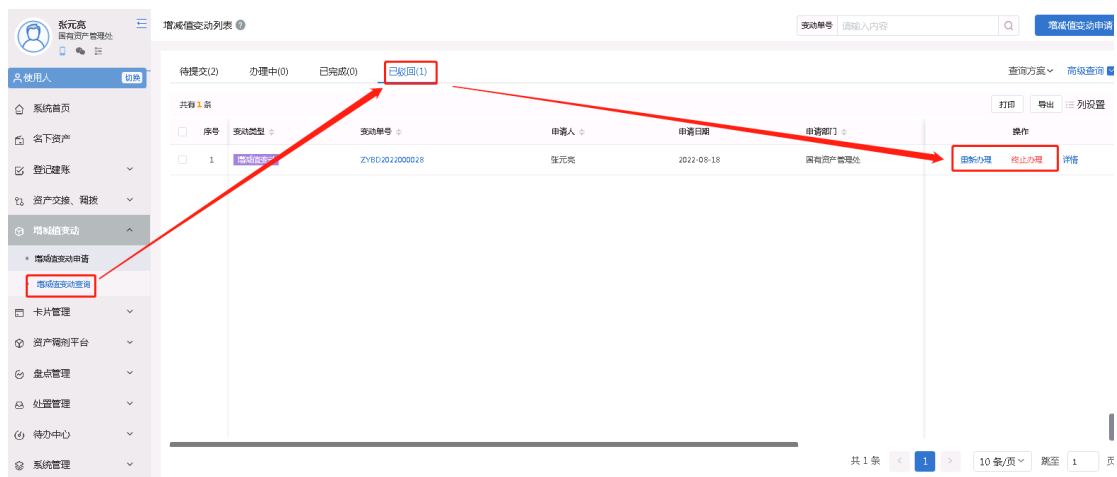 张元亮
国有资产管理处
使用人 切换
系统首页
名下资产
登记建账
资产交接、调拨
增减值变动
增减值变动申请
增减值变动查询
卡片管理
资产调剂平台
盘点管理
处置管理
待办中心
系统管理
增减值变动列表 ?
变动单号 请输入内容 增减值变动申请
待提交(2) 办理中(0) 已完成(0) 已驳回(1) 查询方案 高级查询
共有 1 条 打印 导出 列设置
序号 变动类型 变动单号 申请人 申请日期 申请部门 操作
1 增减值变动 ZYBD2022000028 张元亮 2022-08-18 国有资产管理处 重新办理 终止办理 详情
共 1 条 < 1 > 10 条/页 跳至 1 页